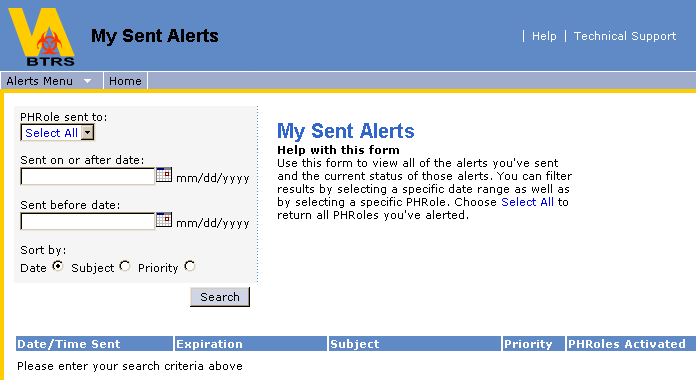 VA
BTRS
My Sent Alerts
| Help | Technical Support
Alerts Menu
Home
PHRole sent to:
Select All
Sent on or after date:
mm/dd/yyyy
Sent before date:
mm/dd/yyyy
Sort by:
Date Subject Priority
Search
My Sent Alerts
Help with this form
Use this form to view all of the alerts you've sent
and the current status of those alerts. You can filter
results by selecting a specific date range as well as
by selecting a specific PHRole. Choose Select All to
return all PHRoles you've alerted.
Date/Time Sent Expiration Subject Priority PHRoles Activated
Please enter your search criteria above